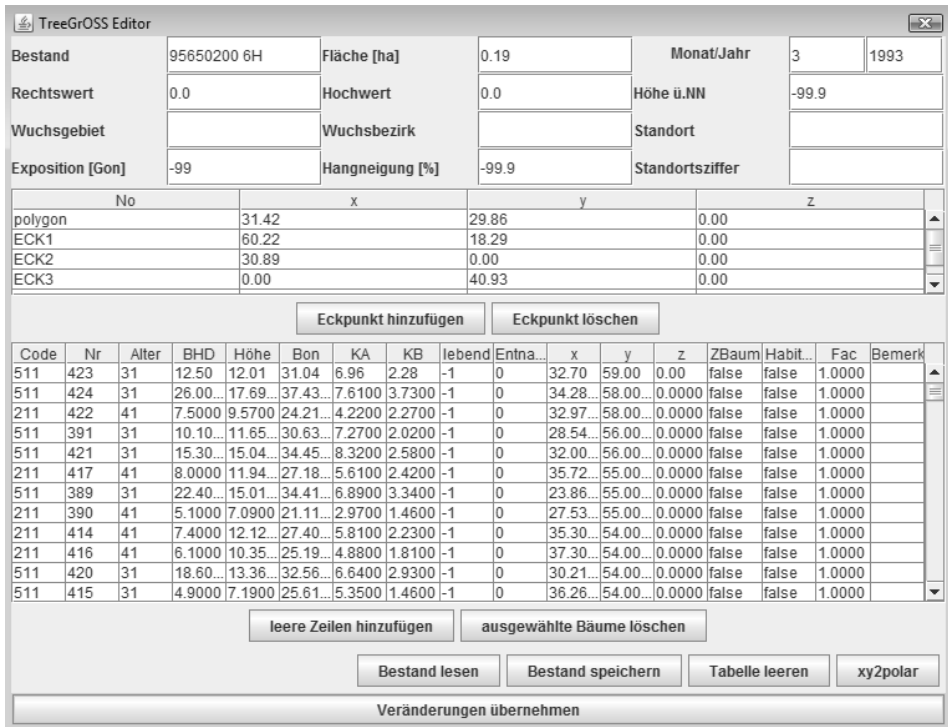 TreeGrOSS Editor
Bestand 95650200 6H Fläche [ha] 0.19 Monat/Jahr 3 1993
Rechtswert 0.0 Hochwert 0.0 Höhe ü.NN -99.9
Wuchsgebiet Wuchsbezirk Standort
Exposition [Gon] -99 Hangneigung [%] -99.9 Standortsziffer
No x y z
polygon 31.42 29.86 0.00
ECK1 60.22 18.29 0.00
ECK2 30.89 0.00 0.00
ECK3 0.00 40.93 0.00
Eckpunkt hinzufügen Eckpunkt löschen
Code Nr Alter BHD Höhe Bon KA KB lebend Entna... x y z ZBaum Habit... Fac Bemerk
511 423 31 12.50 12.01 31.04 6.96 2.28 -1 0 32.70 59.00 0.00 false false 1.0000
511 424 31 26.00... 17.69... 37.43... 7.6100 3.7300 -1 0 34.28... 58.00... 0.0000 false false 1.0000
211 422 41 7.5000 9.5700 24.21... 4.2200 2.2700 -1 0 32.97... 58.00... 0.0000 false false 1.0000
511 391 31 10.10... 11.65... 30.63... 7.2700 2.0200 -1 0 28.54... 56.00... 0.0000 false false 1.0000
511 421 31 15.30... 15.04... 34.45... 8.3200 2.5800 -1 0 32.00... 56.00... 0.0000 false false 1.0000
211 417 41 8.0000 11.94... 27.18... 5.6100 2.4200 -1 0 35.72... 55.00... 0.0000 false false 1.0000
511 389 31 22.40... 15.01... 34.41... 6.8900 3.3400 -1 0 23.86... 55.00... 0.0000 false false 1.0000
211 390 41 5.1000 7.0900 21.11... 2.9700 1.4600 -1 0 27.53... 55.00... 0.0000 false false 1.0000
211 414 41 7.4000 12.12... 27.40... 5.8100 2.2300 -1 0 35.30... 54.00... 0.0000 false false 1.0000
211 416 41 6.1000 10.35... 25.19... 4.8800 1.8100 -1 0 37.30... 54.00... 0.0000 false false 1.0000
511 420 31 18.60... 13.36... 32.56... 6.6400 2.9300 -1 0 30.21... 54.00... 0.0000 false false 1.0000
511 415 31 4.9000 7.1900 25.61... 5.3500 1.4600 -1 0 36.26... 54.00... 0.0000 false false 1.0000
leere Zeilen hinzufügen ausgewählte Bäume löschen
Bestand lesen Bestand speichern Tabelle leeren xy2polar
Veränderungen übernehmen